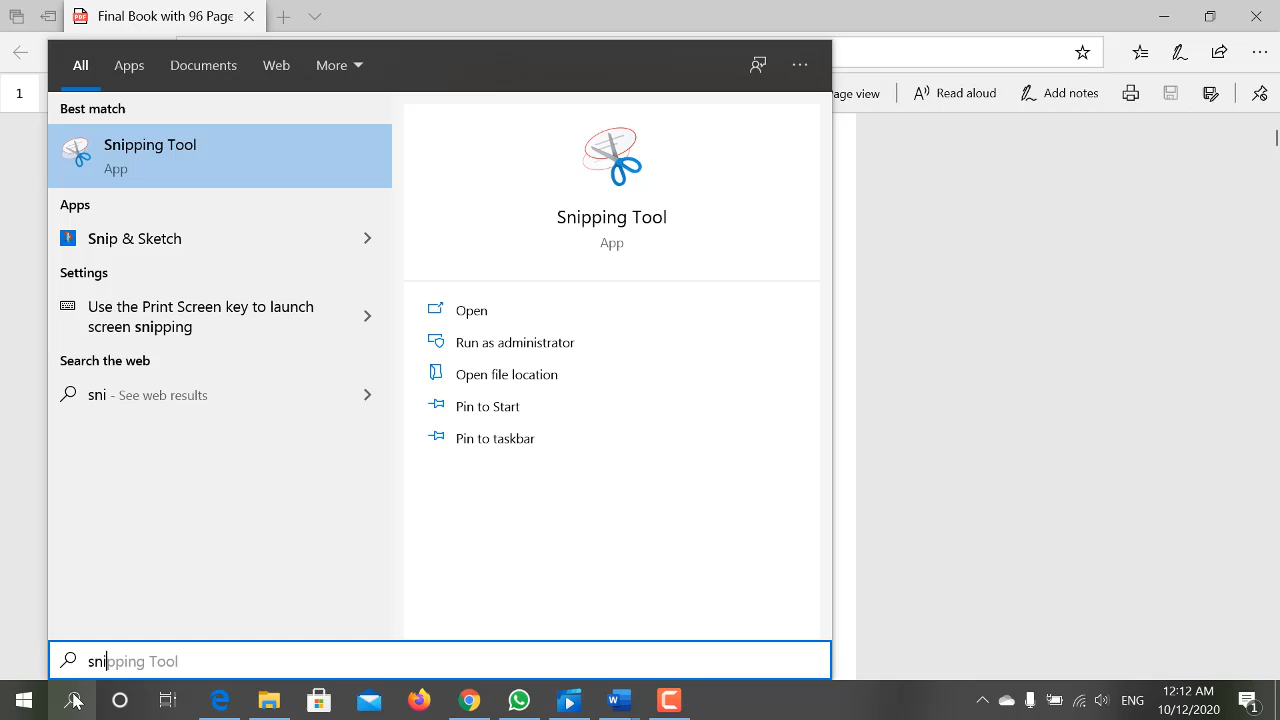 PDF Final Book with 96 Page
All Apps Documents Web More
1
age view Read aloud Add notes
Best match
Snipping Tool
App
Apps
Snip & Sketch
Settings
Use the Print Screen key to launch
screen snipping
Search the web
sni - See web results
Snipping Tool
App
Open
Run as administrator
Open file location
Pin to Start
Pin to taskbar
snipping Tool
ENG
12:12 AM
10/12/2020
1